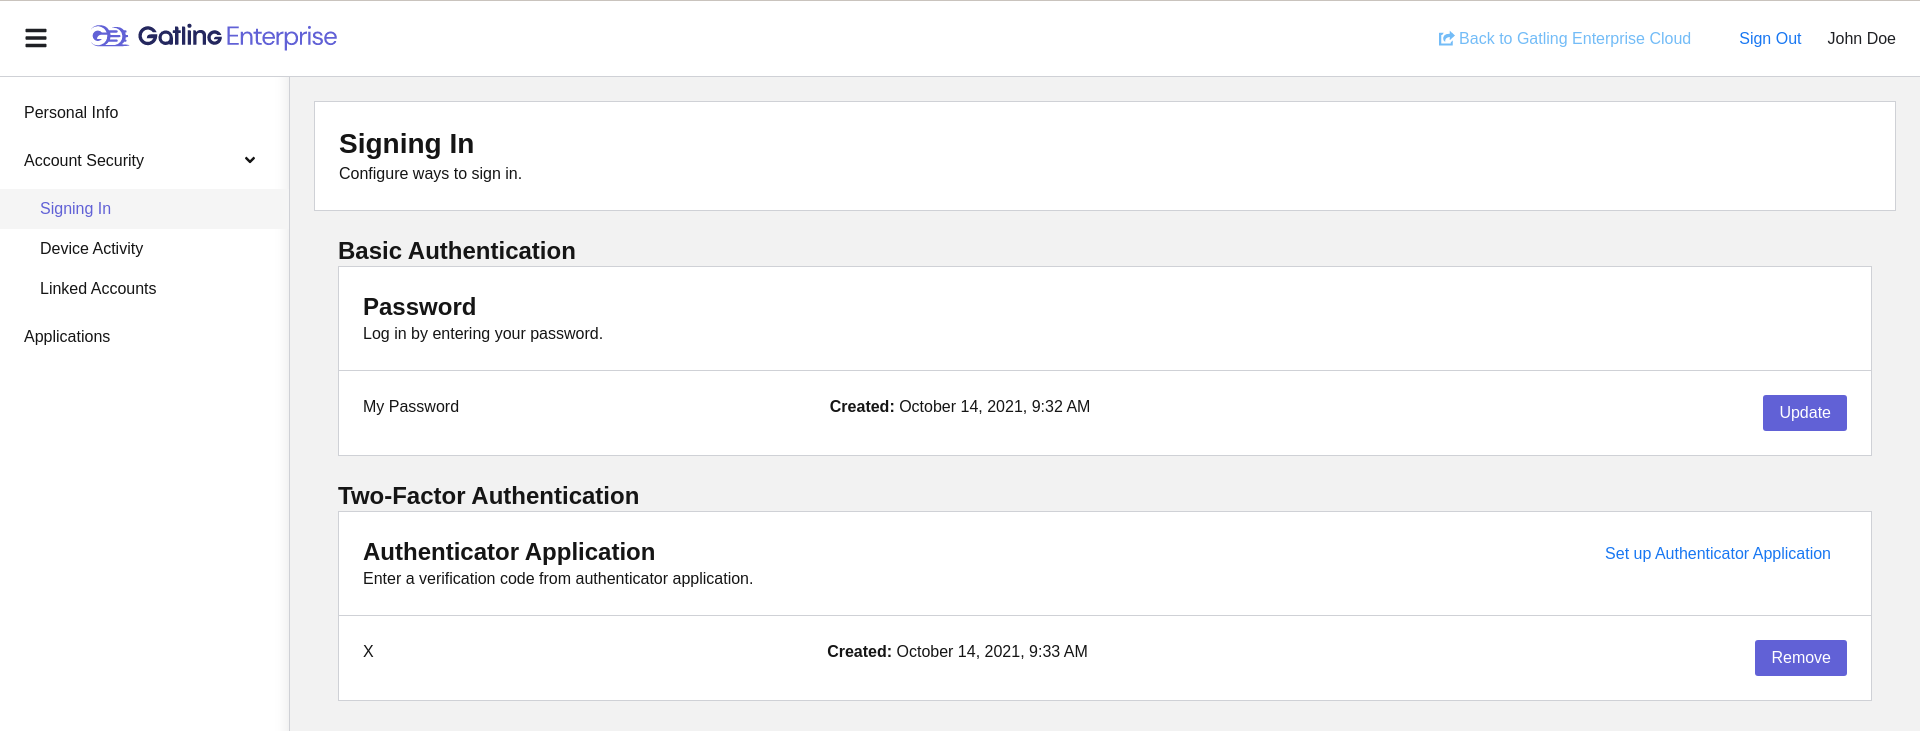 Gatling Enterprise
Back to Gatling Enterprise Cloud
Sign Out
John Doe
Personal Info
Account Security
Signing In
Device Activity
Linked Accounts
Applications
Signing In
Configure ways to sign in.
Basic Authentication
Password
Log in by entering your password.
My Password
Created: October 14, 2021, 9:32 AM
Update
Two-Factor Authentication
Authenticator Application
Set up Authenticator Application
Enter a verification code from authenticator application.
X
Created: October 14, 2021, 9:33 AM
Remove